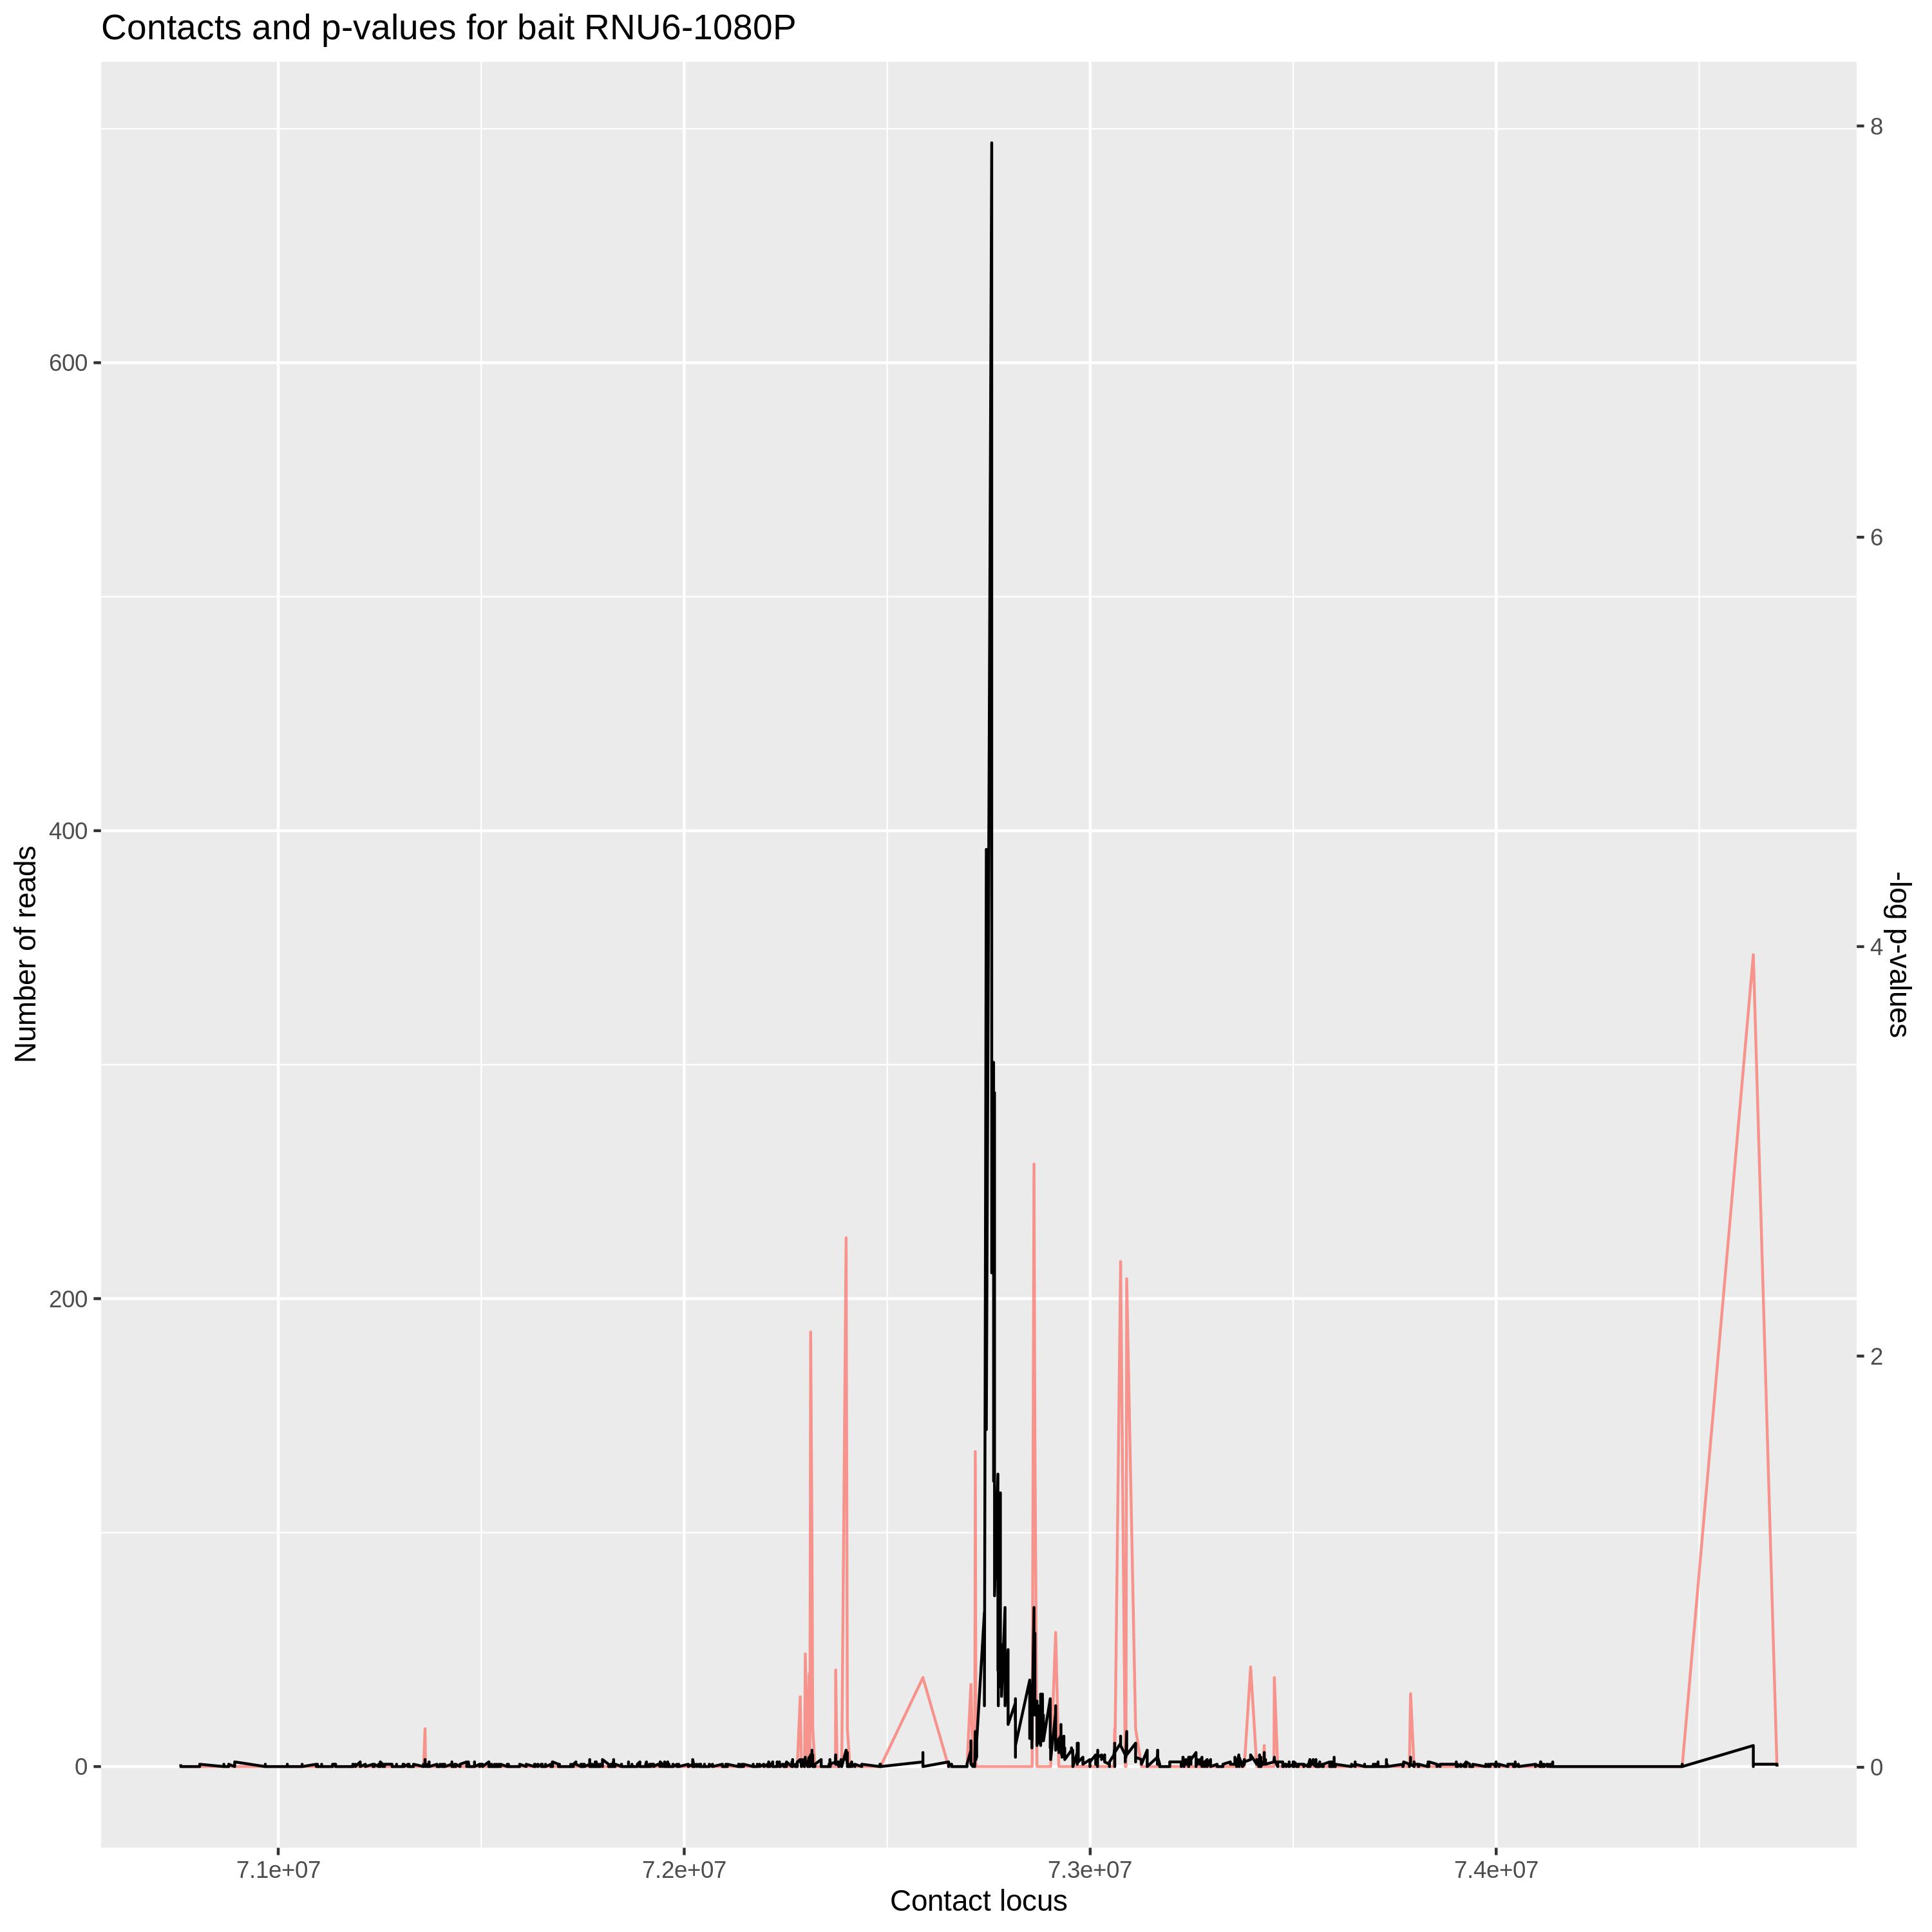 Contacts and p-values for bait RNU6-1080P
8
600
6
400
Number of reads
4
-log p-values
200
2
0
0
7.1e+07 7.2e+07 7.3e+07 7.4e+07
Contact locus